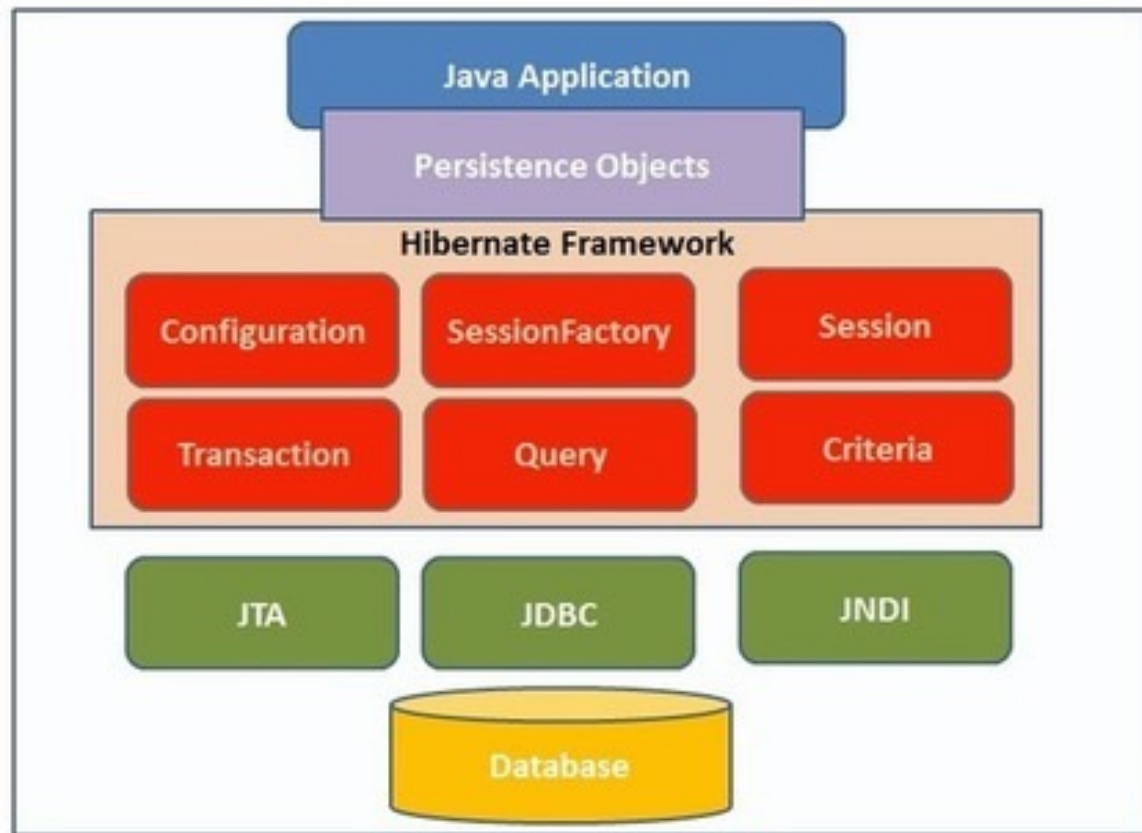 Java Application
Persistence Objects
Hibernate Framework
Configuration
SessionFactory
Session
Transaction
Query
Criteria
JTA
JDBC
JNDI
Database